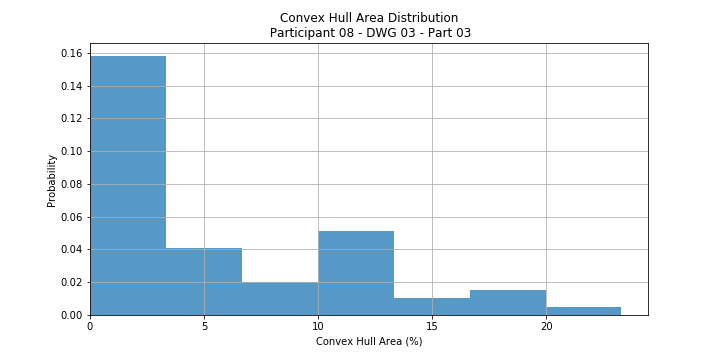 Convex Hull Area Distribution
Participant 08 - DWG 03 - Part 03
0.16
0.14
0.12
0.10
0.08
0.06
0.04
0.02
0.00
Probability
0 5 10 15 20
Convex Hull Area (%)